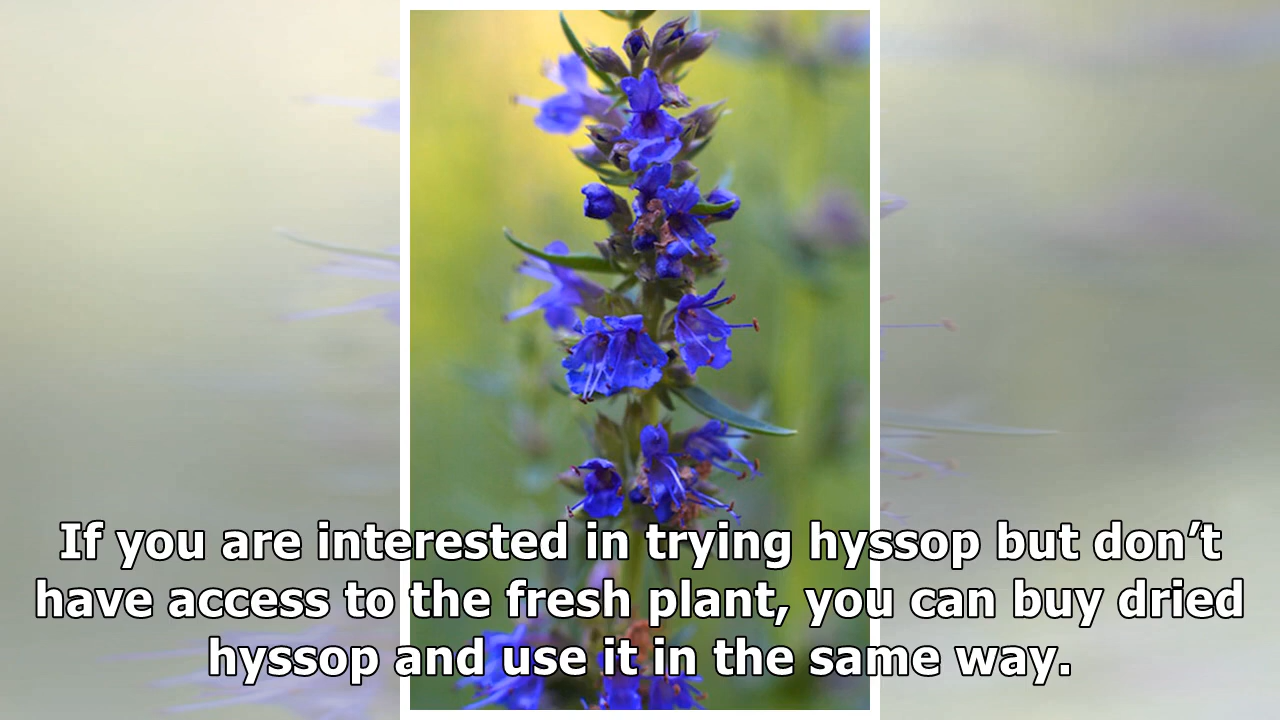 If you are interested in trying hyssop but don’t
have access to the fresh plant, you can buy dried
hyssop and use it in the same way.